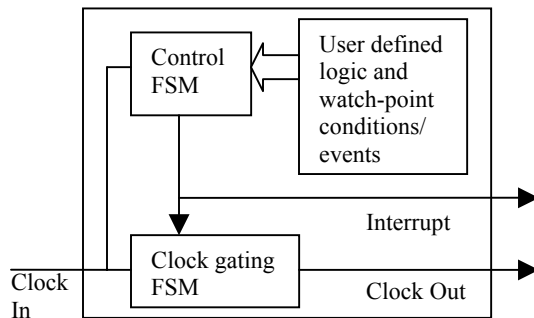 Control
FSM
User defined
logic and
watch-point
conditions/
events
Interrupt
Clock gating
FSM
Clock
In
Clock Out